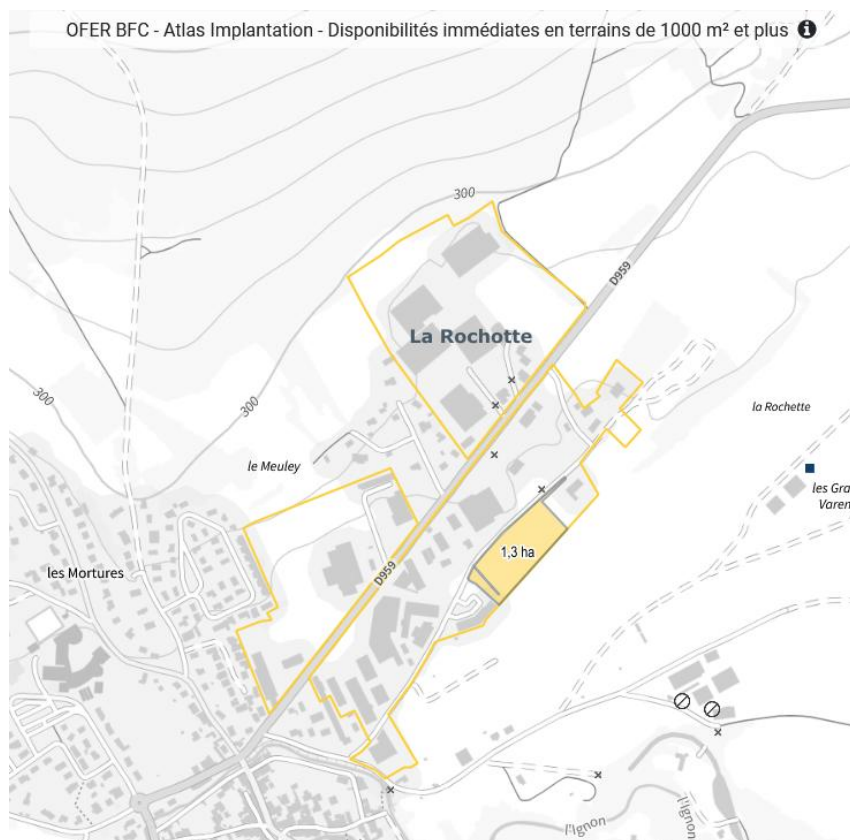 OFER BFC - Atlas Implantation - Disponibilités immédiates en terrains de 1000 m² et plus
300
D959
La Rochotte
300
300
la Rochette
le Meuley
les Gra
Varen
1,3 ha
les Mortures
D959
l'Ignon
l'Ignon